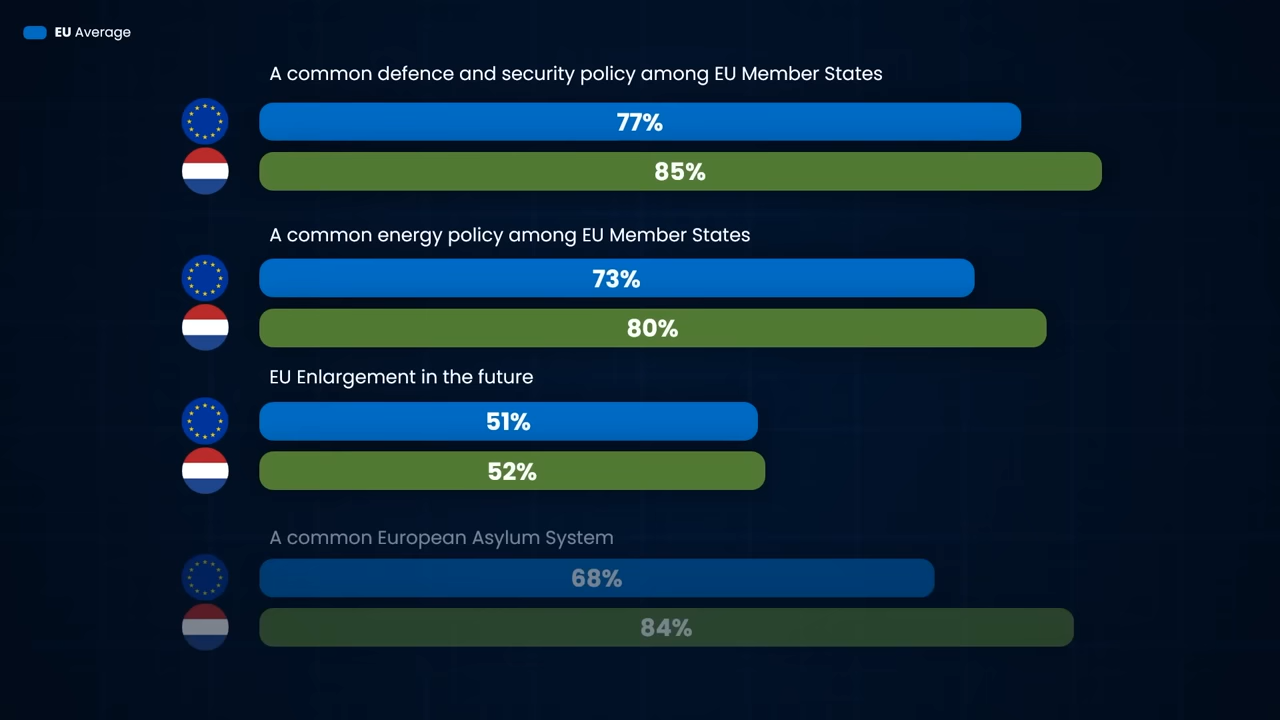 EU Average
A common defence and security policy among EU Member States
77%
85%
A common energy policy among EU Member States
73%
80%
EU Enlargement in the future
51%
52%
A common European Asylum System
68%
84%